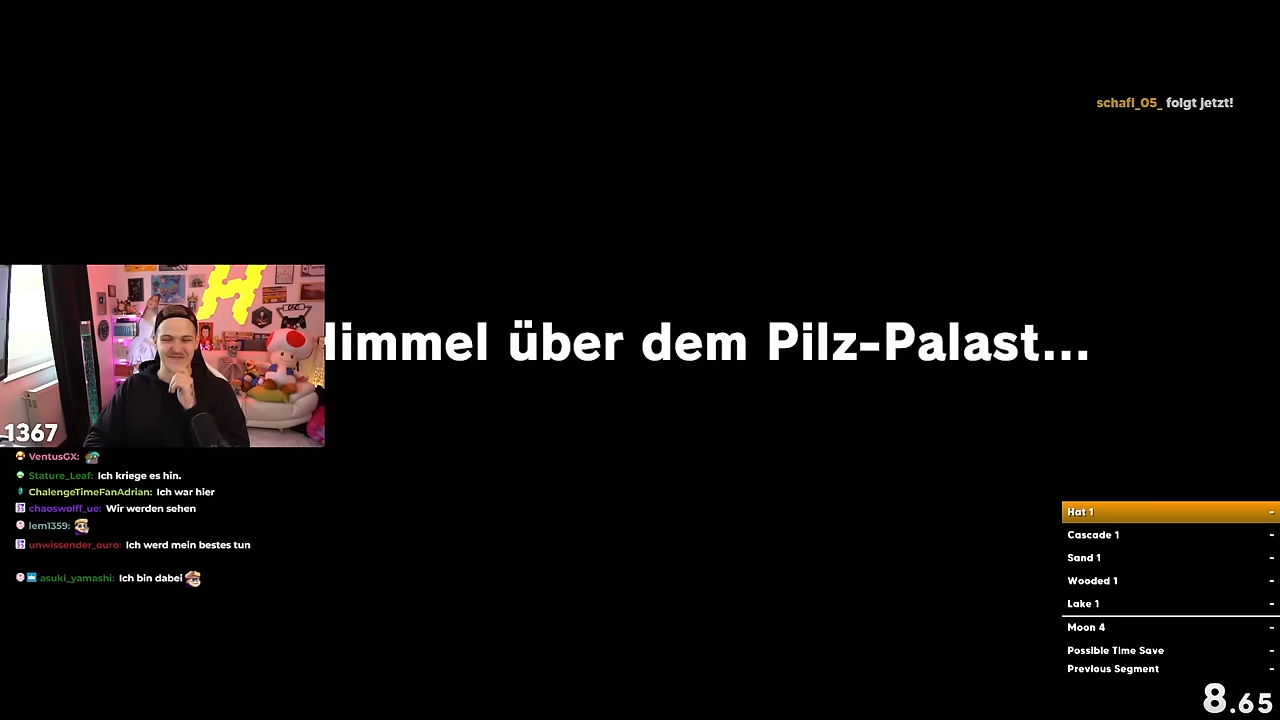 schafl_05_ folgt jetzt!
Himmel über dem Pilz-Palast...
1367
VentusGX:
Stature_Leaf: Ich kriege es hin.
ChalengeTimeFanAdrian: Ich war hier
chaoswolff_ue: Wir werden sehen
lem1359:
unwissender_ouro: Ich werd mein bestes tun
asuki_yamashi: Ich bin dabei
Hat 1 -
Cascade 1 -
Sand 1 -
Wooded 1 -
Lake 1 -
Moon 4 -
Possible Time Save -
Previous Segment -
8.65